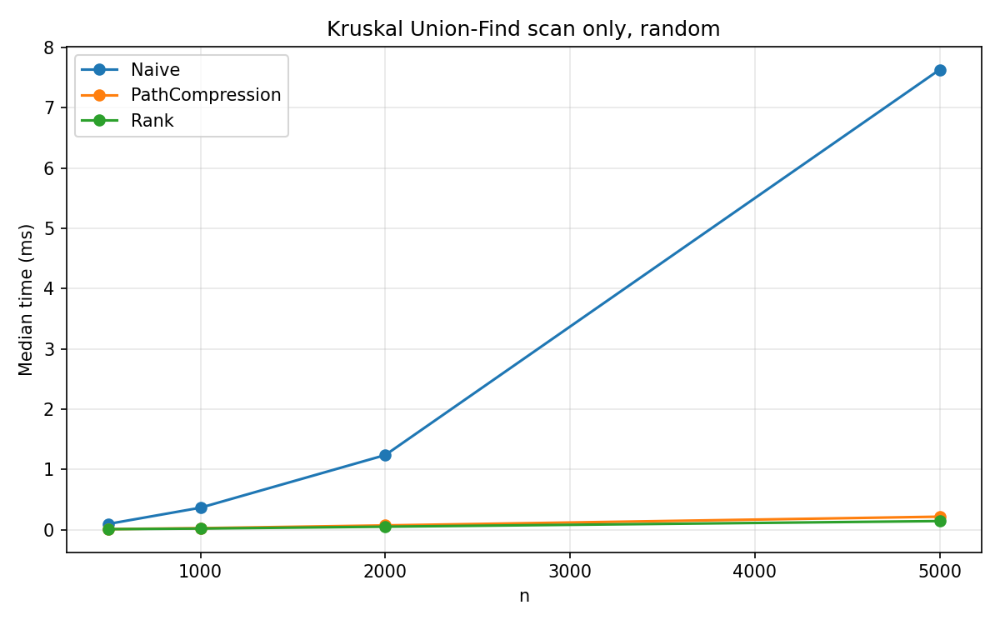 Kruskal Union-Find scan only, random
Naive
PathCompression
Rank
Median time (ms)
8
7
6
5
4
3
2
1
0
1000 2000 3000 4000 5000
n